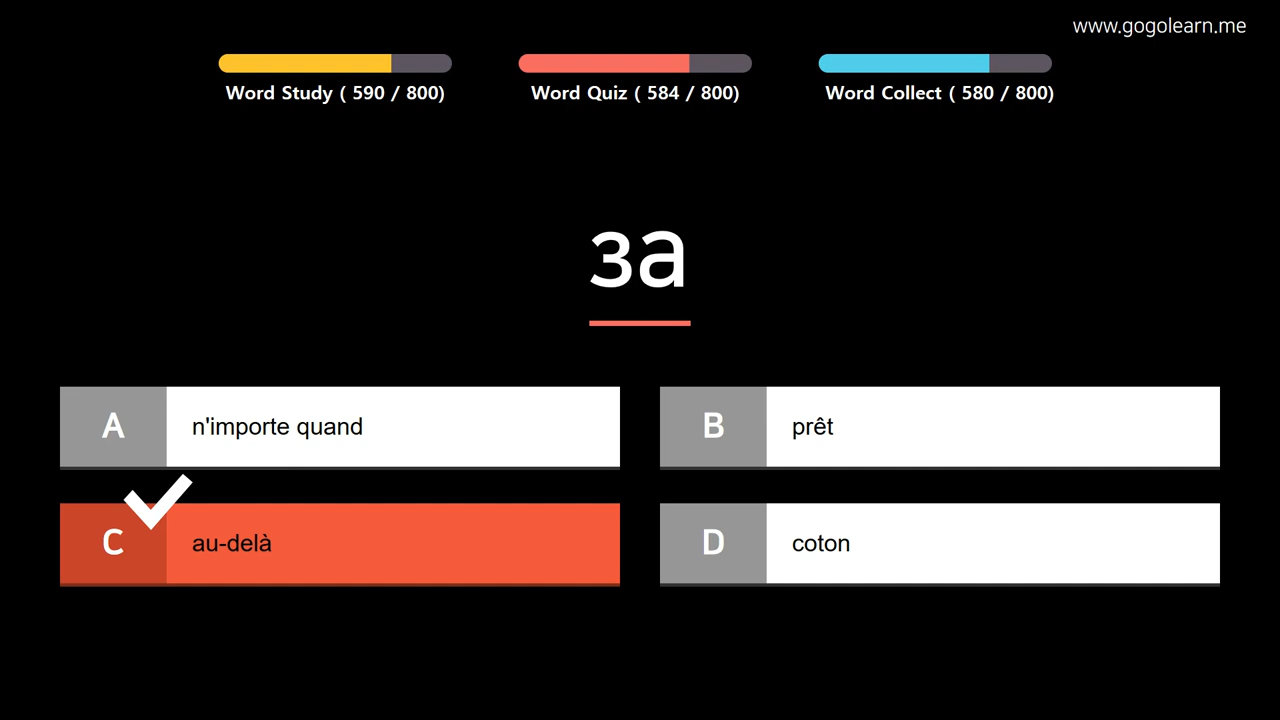 www.gogolearn.me
Word Study ( 590 / 800)
Word Quiz ( 584 / 800)
Word Collect ( 580 / 800)
за
A
n'importe quand
B
prêt
C
au-delà
D
coton